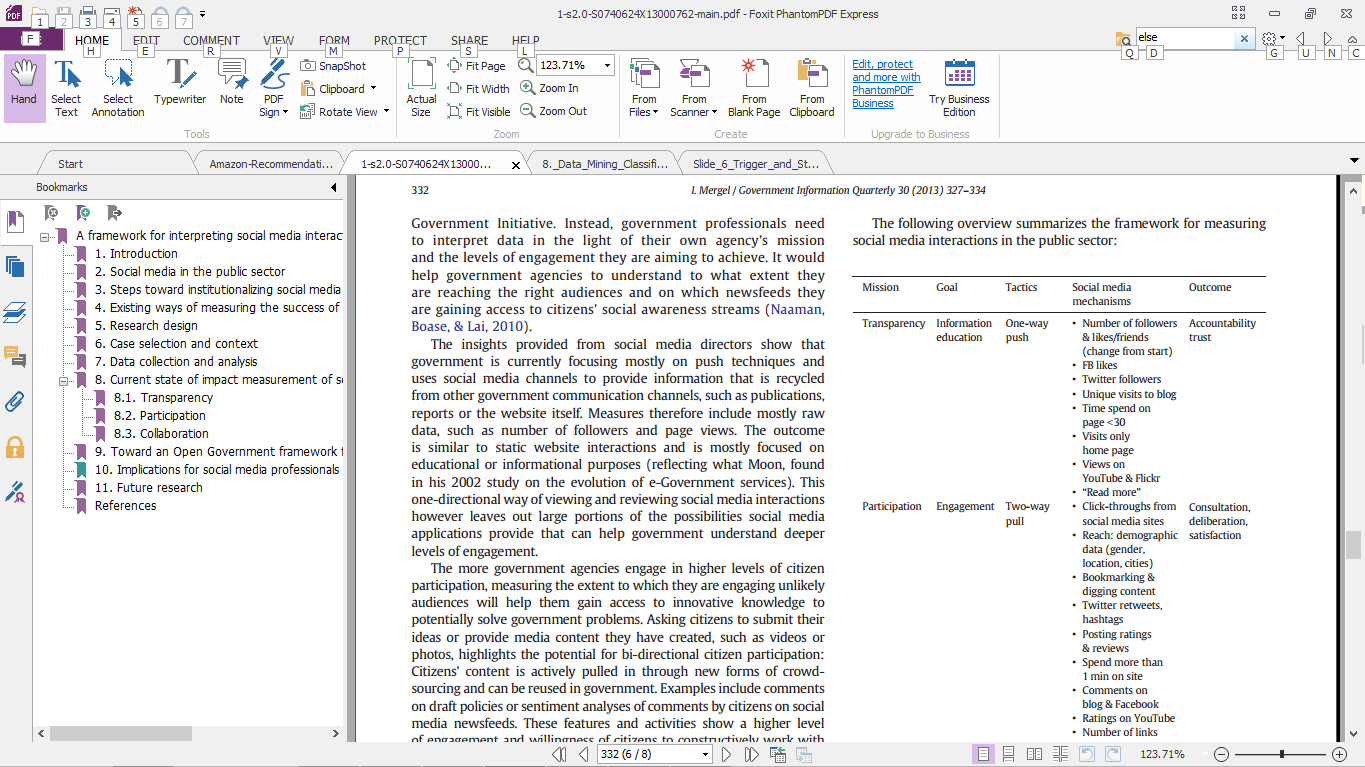 1-s2.0-S0740624X13000762-main.pdf - Foxit PhantomPDF Express
PDF
1 2 3 4 5 6 7
F
HOME EDIT COMMENT VIEW FORM PROTECT SHARE HELP
else
H E R V M P S L Q D G U N C
Hand
Select Text
Select Annotation
Typewriter
Note
PDF Sign
SnapShot
Clipboard
Rotate View
Tools
Actual Size
Fit Page
Fit Width
Fit Visible
123.71%
Zoom In
Zoom Out
Zoom
From Files
From Scanner
From Blank Page
From Clipboard
Create
Edit, protect
and more with
PhantomPDF
Business
Try Business Edition
Upgrade to Business
Start
Amazon-Recommendati...
1-s2.0-S0740624X13000...
8._Data_Mining_Classifi...
Slide_6_Trigger_and_St...
Bookmarks
A framework for interpreting social media interac
1. Introduction
2. Social media in the public sector
3. Steps toward institutionalizing social media
4. Existing ways of measuring the success of
5. Research design
6. Case selection and context
7. Data collection and analysis
8. Current state of impact measurement of s
8.1. Transparency
8.2. Participation
8.3. Collaboration
9. Toward an Open Government framework f
10. Implications for social media professionals
11. Future research
References
332
I. Mergel / Government Information Quarterly 30 (2013) 327–334
Government Initiative. Instead, government professionals need
to interpret data in the light of their own agency's mission
and the levels of engagement they are aiming to achieve. It would
help government agencies to understand to what extent they
are reaching the right audiences and on which newsfeeds they
are gaining access to citizens' social awareness streams (Naaman,
Boase, & Lai, 2010).
The insights provided from social media directors show that
government is currently focusing mostly on push techniques and
uses social media channels to provide information that is recycled
from other government communication channels, such as publications,
reports or the website itself. Measures therefore include mostly raw
data, such as number of followers and page views. The outcome
is similar to static website interactions and is mostly focused on
educational or informational purposes (reflecting what Moon, found
in his 2002 study on the evolution of e-Government services). This
one-directional way of viewing and reviewing social media interactions
however leaves out large portions of the possibilities social media
applications provide that can help government understand deeper
levels of engagement.
The more government agencies engage in higher levels of citizen
participation, measuring the extent to which they are engaging unlikely
audiences will help them gain access to innovative knowledge to
potentially solve government problems. Asking citizens to submit their
ideas or provide media content they have created, such as videos or
photos, highlights the potential for bi-directional citizen participation:
Citizens' content is actively pulled in through new forms of crowd-
sourcing and can be reused in government. Examples include comments
on draft policies or sentiment analyses of comments by citizens on social
media newsfeeds. These features and activities show a higher level
of engagement and willingness of citizens to constructively work with
The following overview summarizes the framework for measuring
social media interactions in the public sector:
Mission Goal Tactics Social media mechanisms Outcome
Transparency
Information
education
One-way
push
• Number of followers
& likes/friends
(change from start)
• FB likes
• Twitter followers
• Unique visits to blog
• Time spend on
page <30
• Visits only
home page
• Views on
YouTube & Flickr
• “Read more”
Accountability
trust
Participation
Engagement
Two-way
pull
• Click-throughs from
social media sites
• Reach: demographic
data (gender,
location, cities)
• Bookmarking &
digging content
• Twitter retweets,
hashtags
• Posting ratings
& reviews
• Spend more than
1 min on site
• Comments on
blog & Facebook
• Ratings on YouTube
• Number of links
Consultation,
deliberation,
satisfaction
332 (6 / 8)
123.71%